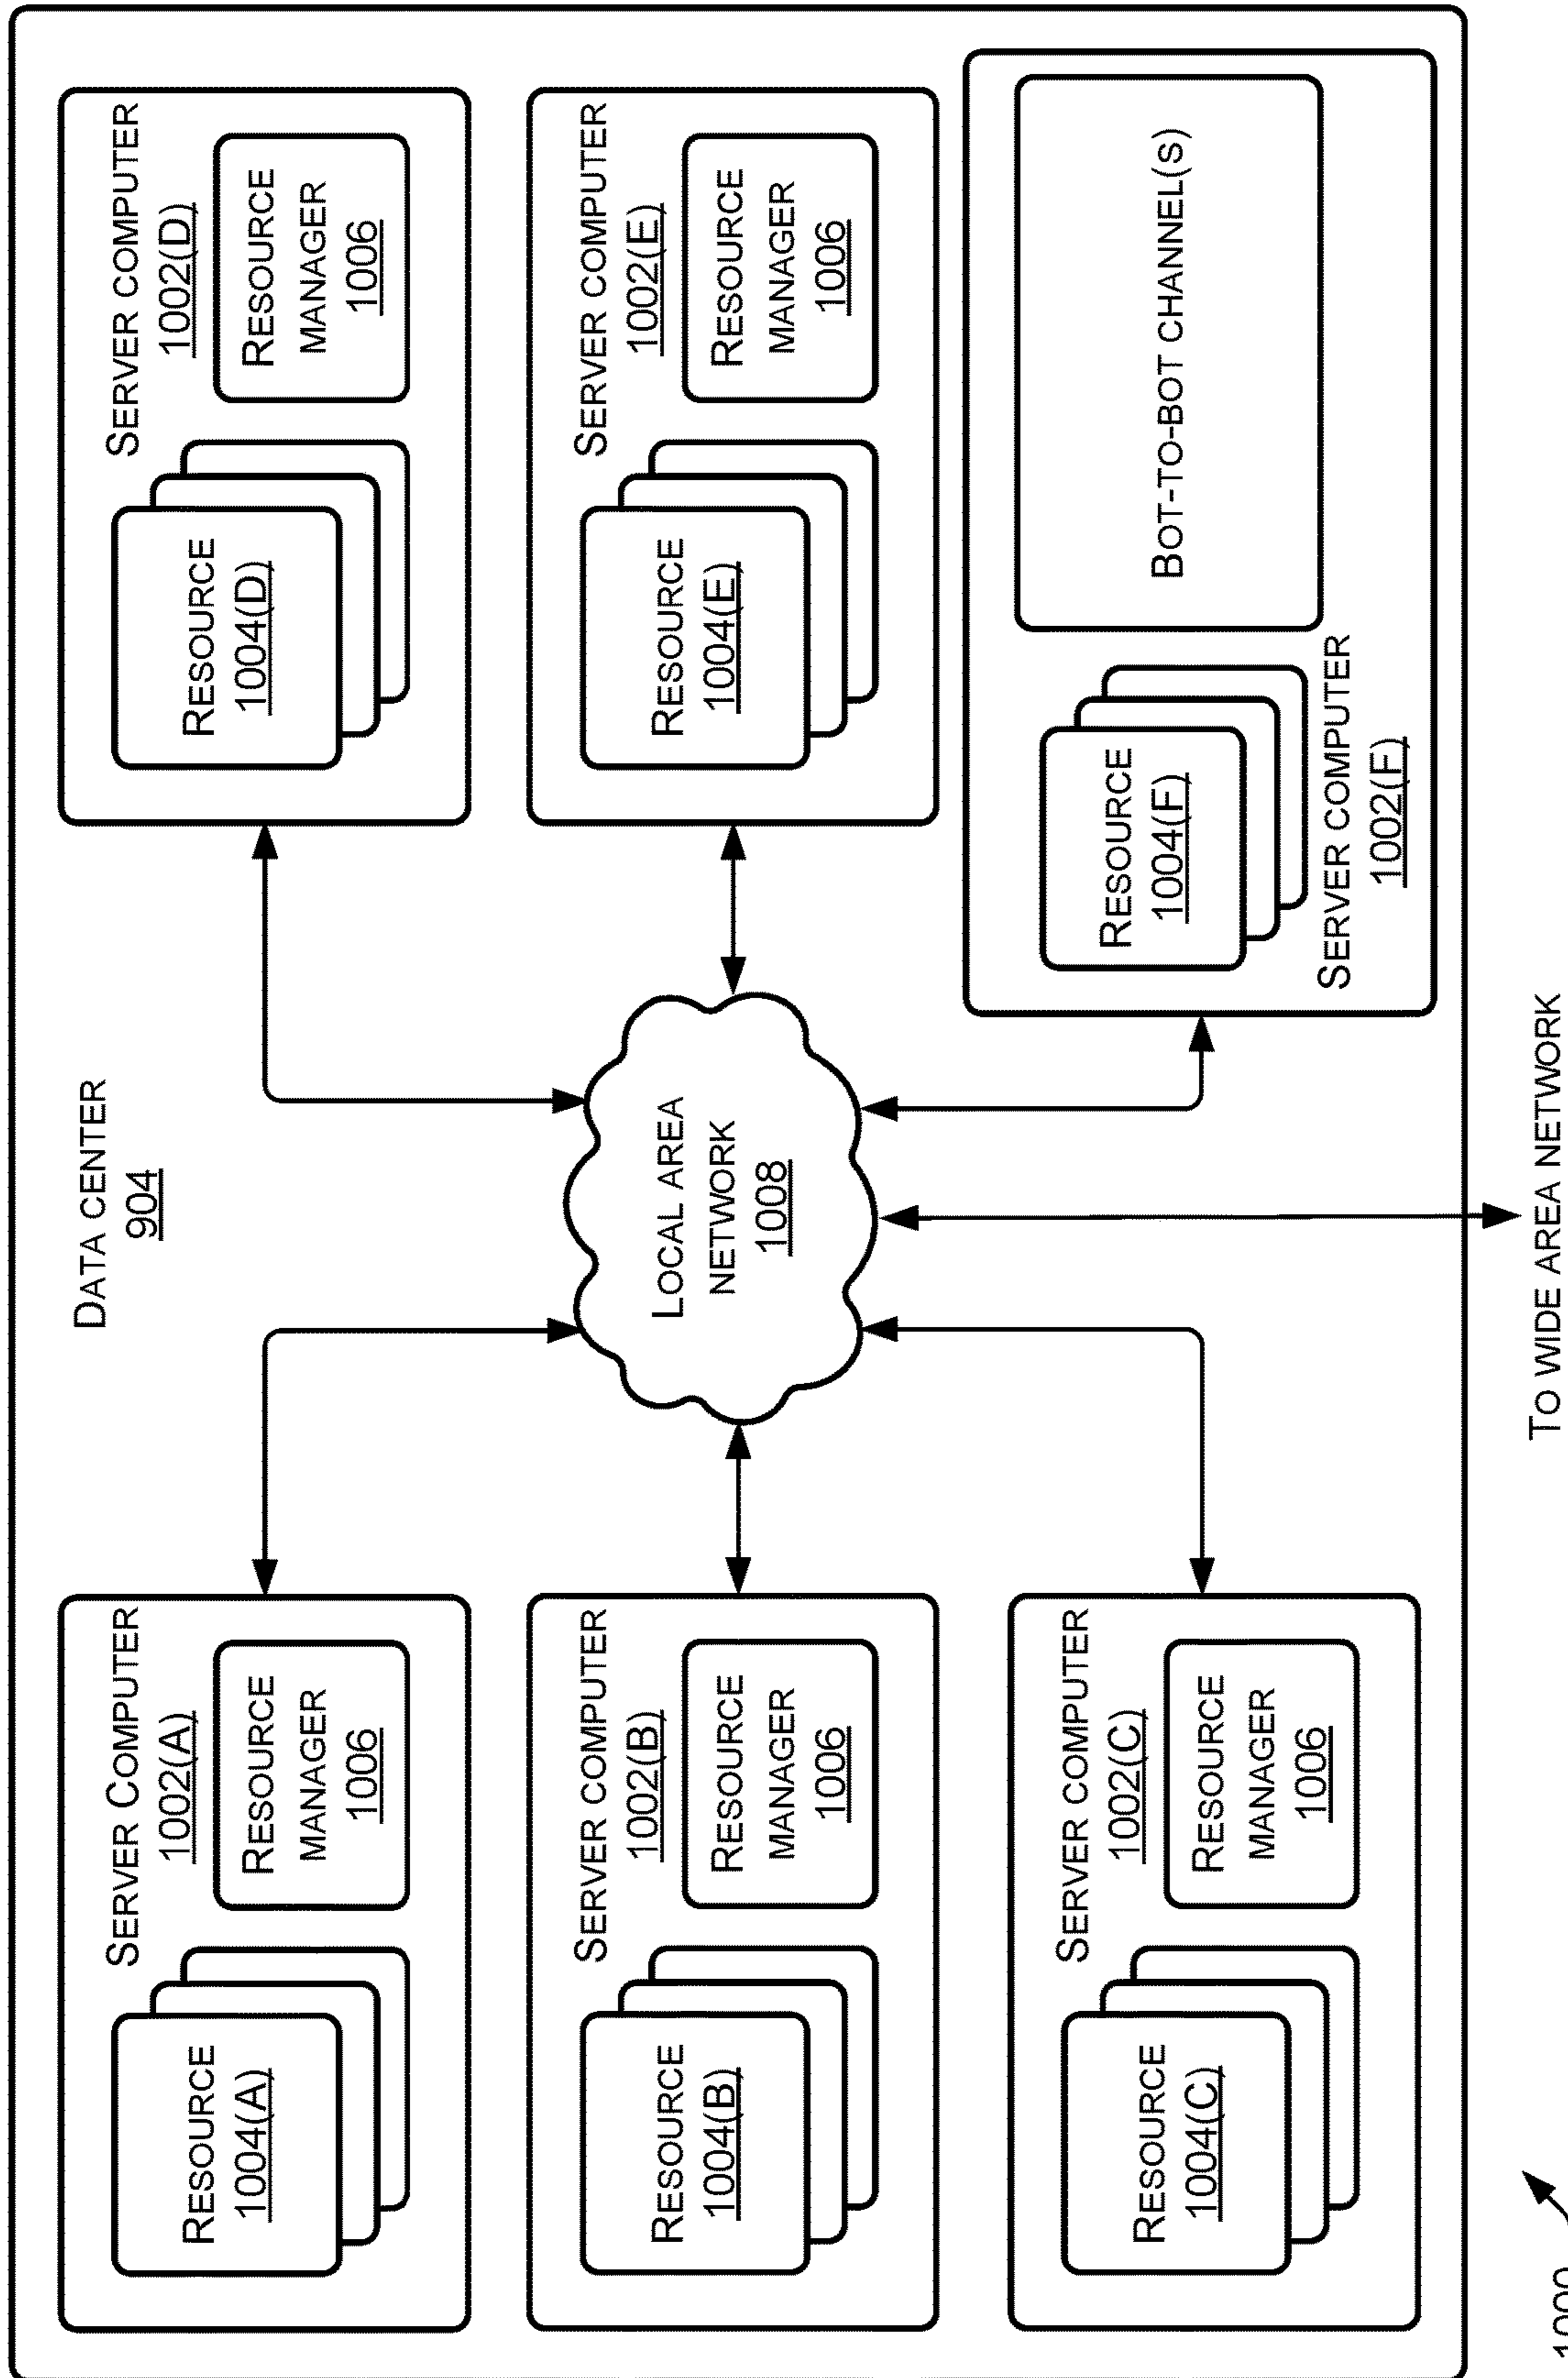 DATA CENTER
904
SERVER COMPUTER
1002(A)
RESOURCE
1004(A)
RESOURCE
MANAGER
1006
SERVER COMPUTER
1002(D)
RESOURCE
1004(D)
RESOURCE
MANAGER
1006
SERVER COMPUTER
1002(B)
RESOURCE
1004(B)
RESOURCE
MANAGER
1006
LOCAL AREA
NETWORK
1008
SERVER COMPUTER
1002(E)
RESOURCE
1004(E)
RESOURCE
MANAGER
1006
SERVER COMPUTER
1002(C)
RESOURCE
1004(C)
RESOURCE
MANAGER
1006
RESOURCE
1004(F)
BOT-TO-BOT CHANNEL(S)
SERVER COMPUTER
1002(F)
TO WIDE AREA NETWORK
1000